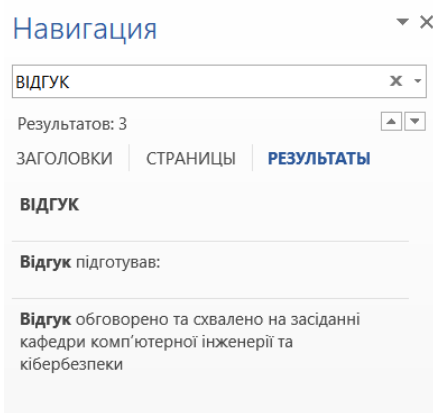 Навигация
ВІДГУК
Результатов: 3
ЗАГОЛОВКИ СТРАНИЦЫ РЕЗУЛЬТАТЫ
ВІДГУК
Відгук підготував:
Відгук обговорено та схвалено на засіданні
кафедри комп’ютерної інженерії та
кібербезпеки